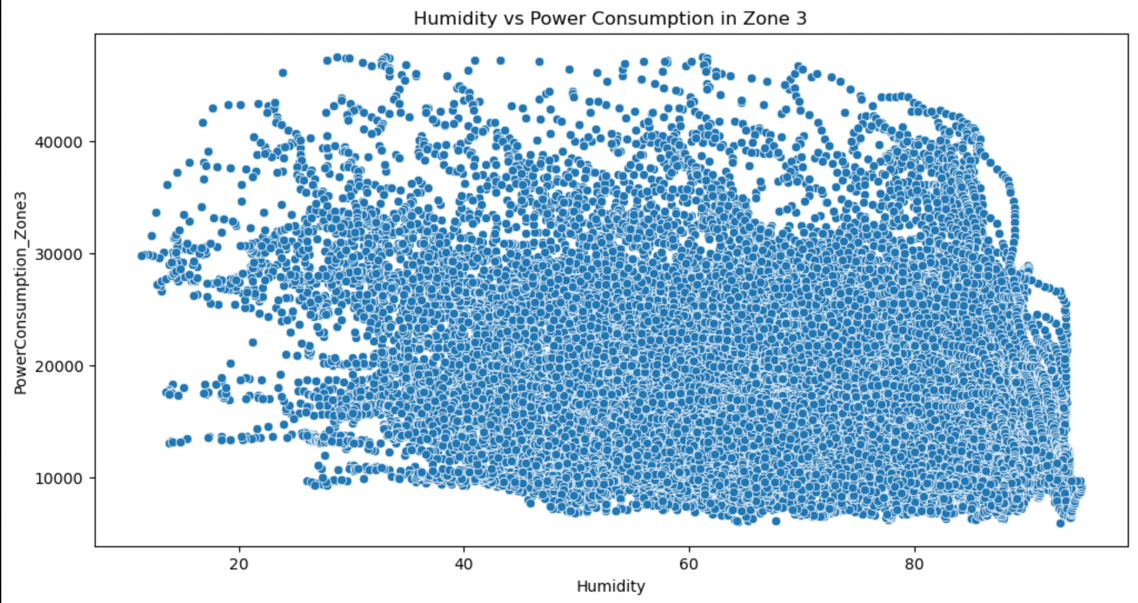 Humidity vs Power Consumption in Zone 3
PowerConsumption_Zone3
40000
30000
20000
10000
20 40 60 80
Humidity